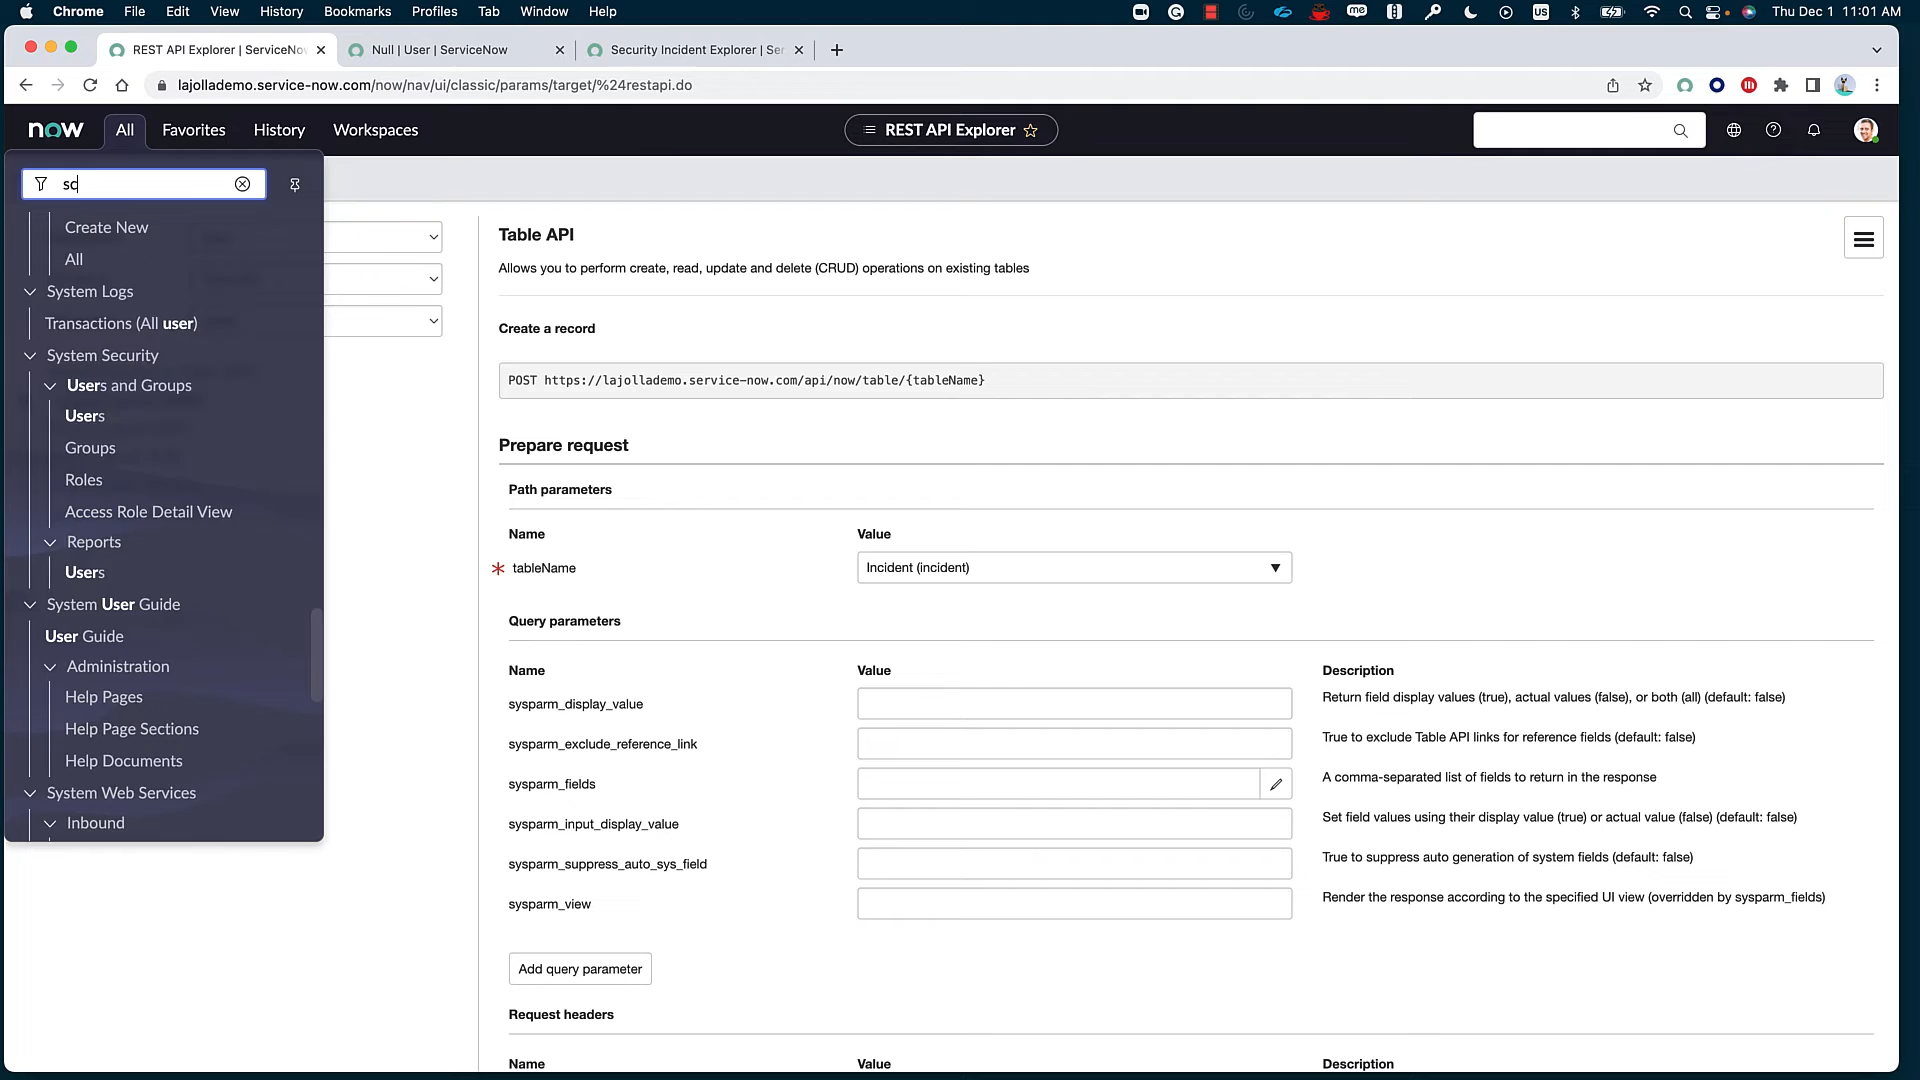 Chrome File Edit View History Bookmarks Profiles Tab Window Help
me US Thu Dec 1 11:01 AM
REST API Explorer | ServiceNo
Null | User | ServiceNow
Security Incident Explorer | Ser
lajollademo.service-now.com/now/nav/ui/classic/params/target/%24restapi.do
now All Favorites History Workspaces
REST API Explorer
sc
Create New
All
System Logs
Transactions (All user)
System Security
Users and Groups
Users
Groups
Roles
Access Role Detail View
Reports
Users
System User Guide
User Guide
Administration
Help Pages
Help Page Sections
Help Documents
System Web Services
Inbound
Table API
Allows you to perform create, read, update and delete (CRUD) operations on existing tables
Create a record
POST https://lajollademo.service-now.com/api/now/table/{tableName}
Prepare request
Path parameters
Name Value
* tableName Incident (incident)
Query parameters
Name Value Description
sysparm_display_value Return field display values (true), actual values (false), or both (all) (default: false)
sysparm_exclude_reference_link True to exclude Table API links for reference fields (default: false)
sysparm_fields A comma-separated list of fields to return in the response
sysparm_input_display_value Set field values using their display value (true) or actual value (false) (default: false)
sysparm_suppress_auto_sys_field True to suppress auto generation of system fields (default: false)
sysparm_view Render the response according to the specified UI view (overridden by sysparm_fields)
Add query parameter
Request headers
Name Value Description